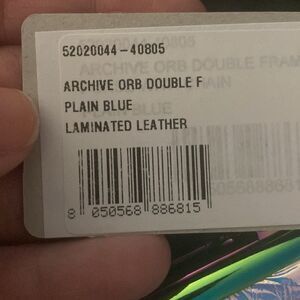 52020044-40805
ARCHIVE ORB DOUBLE F
PLAIN BLUE
LAMINATED LEATHER
8 050568 886815